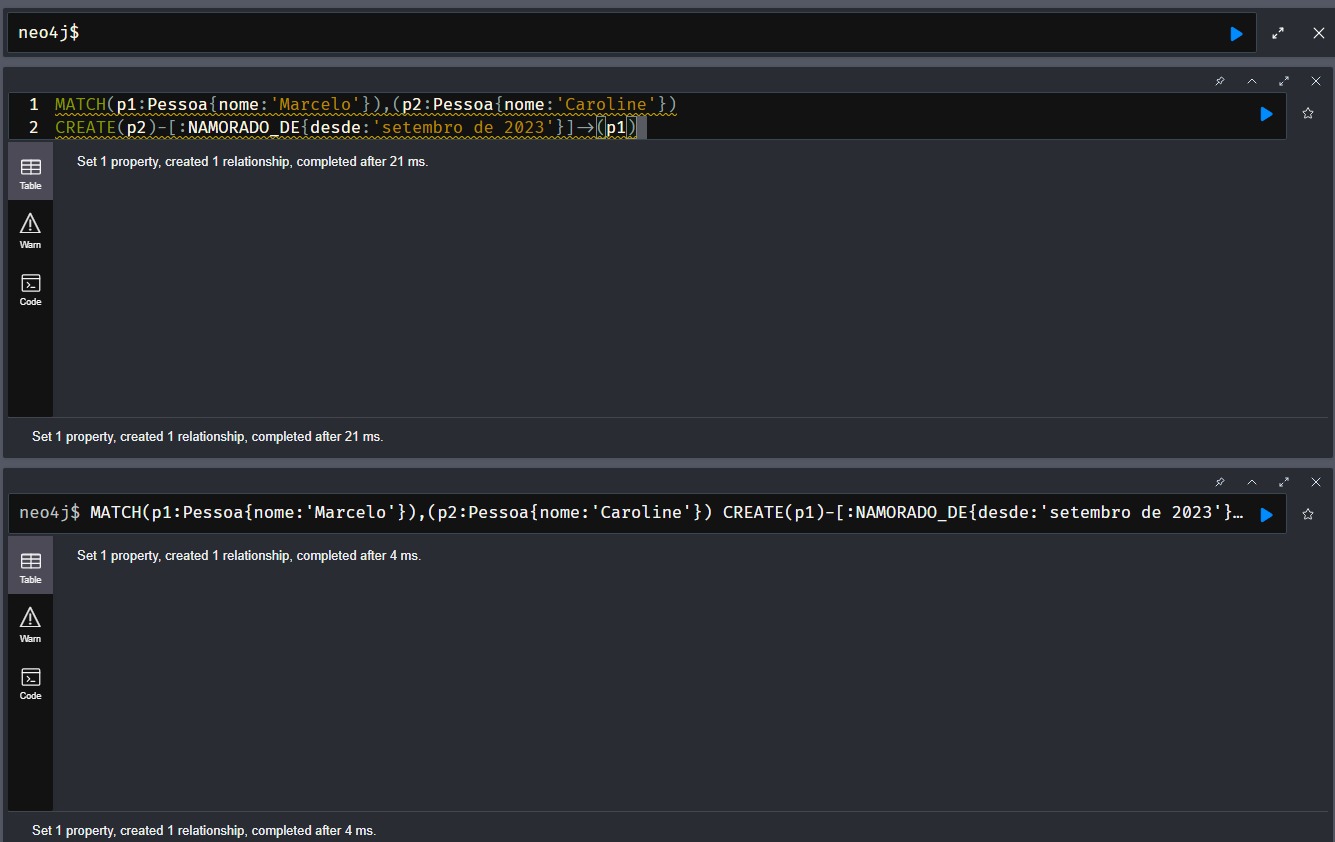 neo4j$
1 MATCH(p1:Pessoa{nome:'Marcelo'}),(p2:Pessoa{nome:'Caroline'})
2 CREATE(p2)-[:NAMORADO_DE{desde:'setembro de 2023'}]->(p1)
Set 1 property, created 1 relationship, completed after 21 ms.
Table
Warn
Code
Set 1 property, created 1 relationship, completed after 21 ms.
neo4j$ MATCH(p1:Pessoa{nome:'Marcelo'}),(p2:Pessoa{nome:'Caroline'}) CREATE(p1)-[:NAMORADO_DE{desde:'setembro de 2023'}…
Set 1 property, created 1 relationship, completed after 4 ms.
Table
Warn
Code
Set 1 property, created 1 relationship, completed after 4 ms.